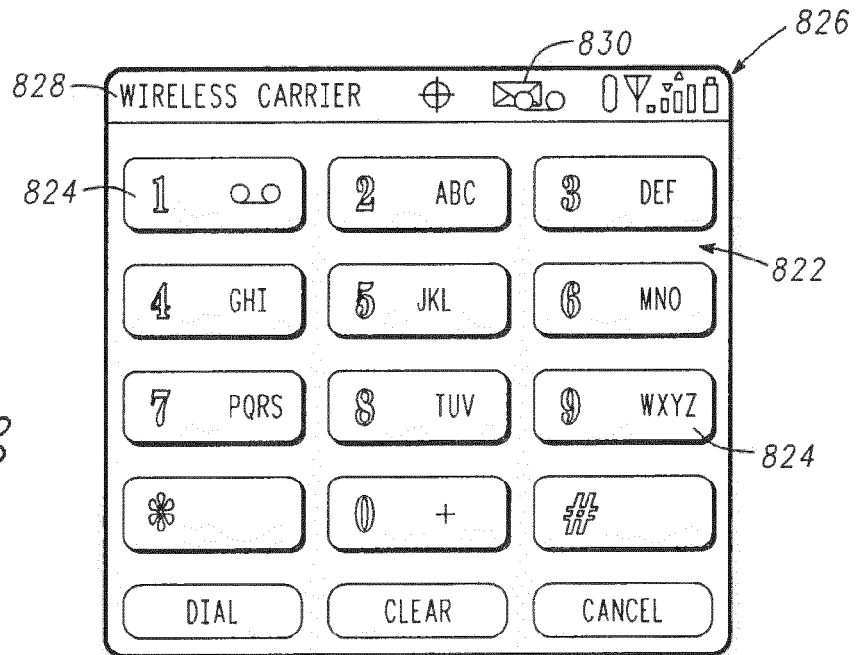 830
826
828 WIRELESS CARRIER
824 1 2 ABC 3 DEF
822
4 GHI 5 JKL 6 MNO
7 PQRS 8 TUV 9 WXYZ
824
* 0 + #
DIAL CLEAR CANCEL